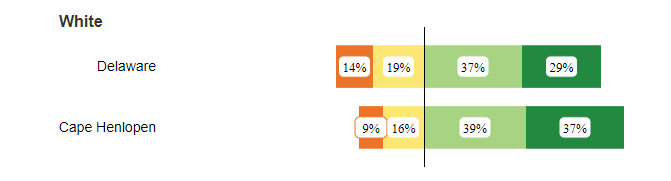 White
Delaware 14% 19% 37% 29%
Cape Henlopen 9% 16% 39% 37%